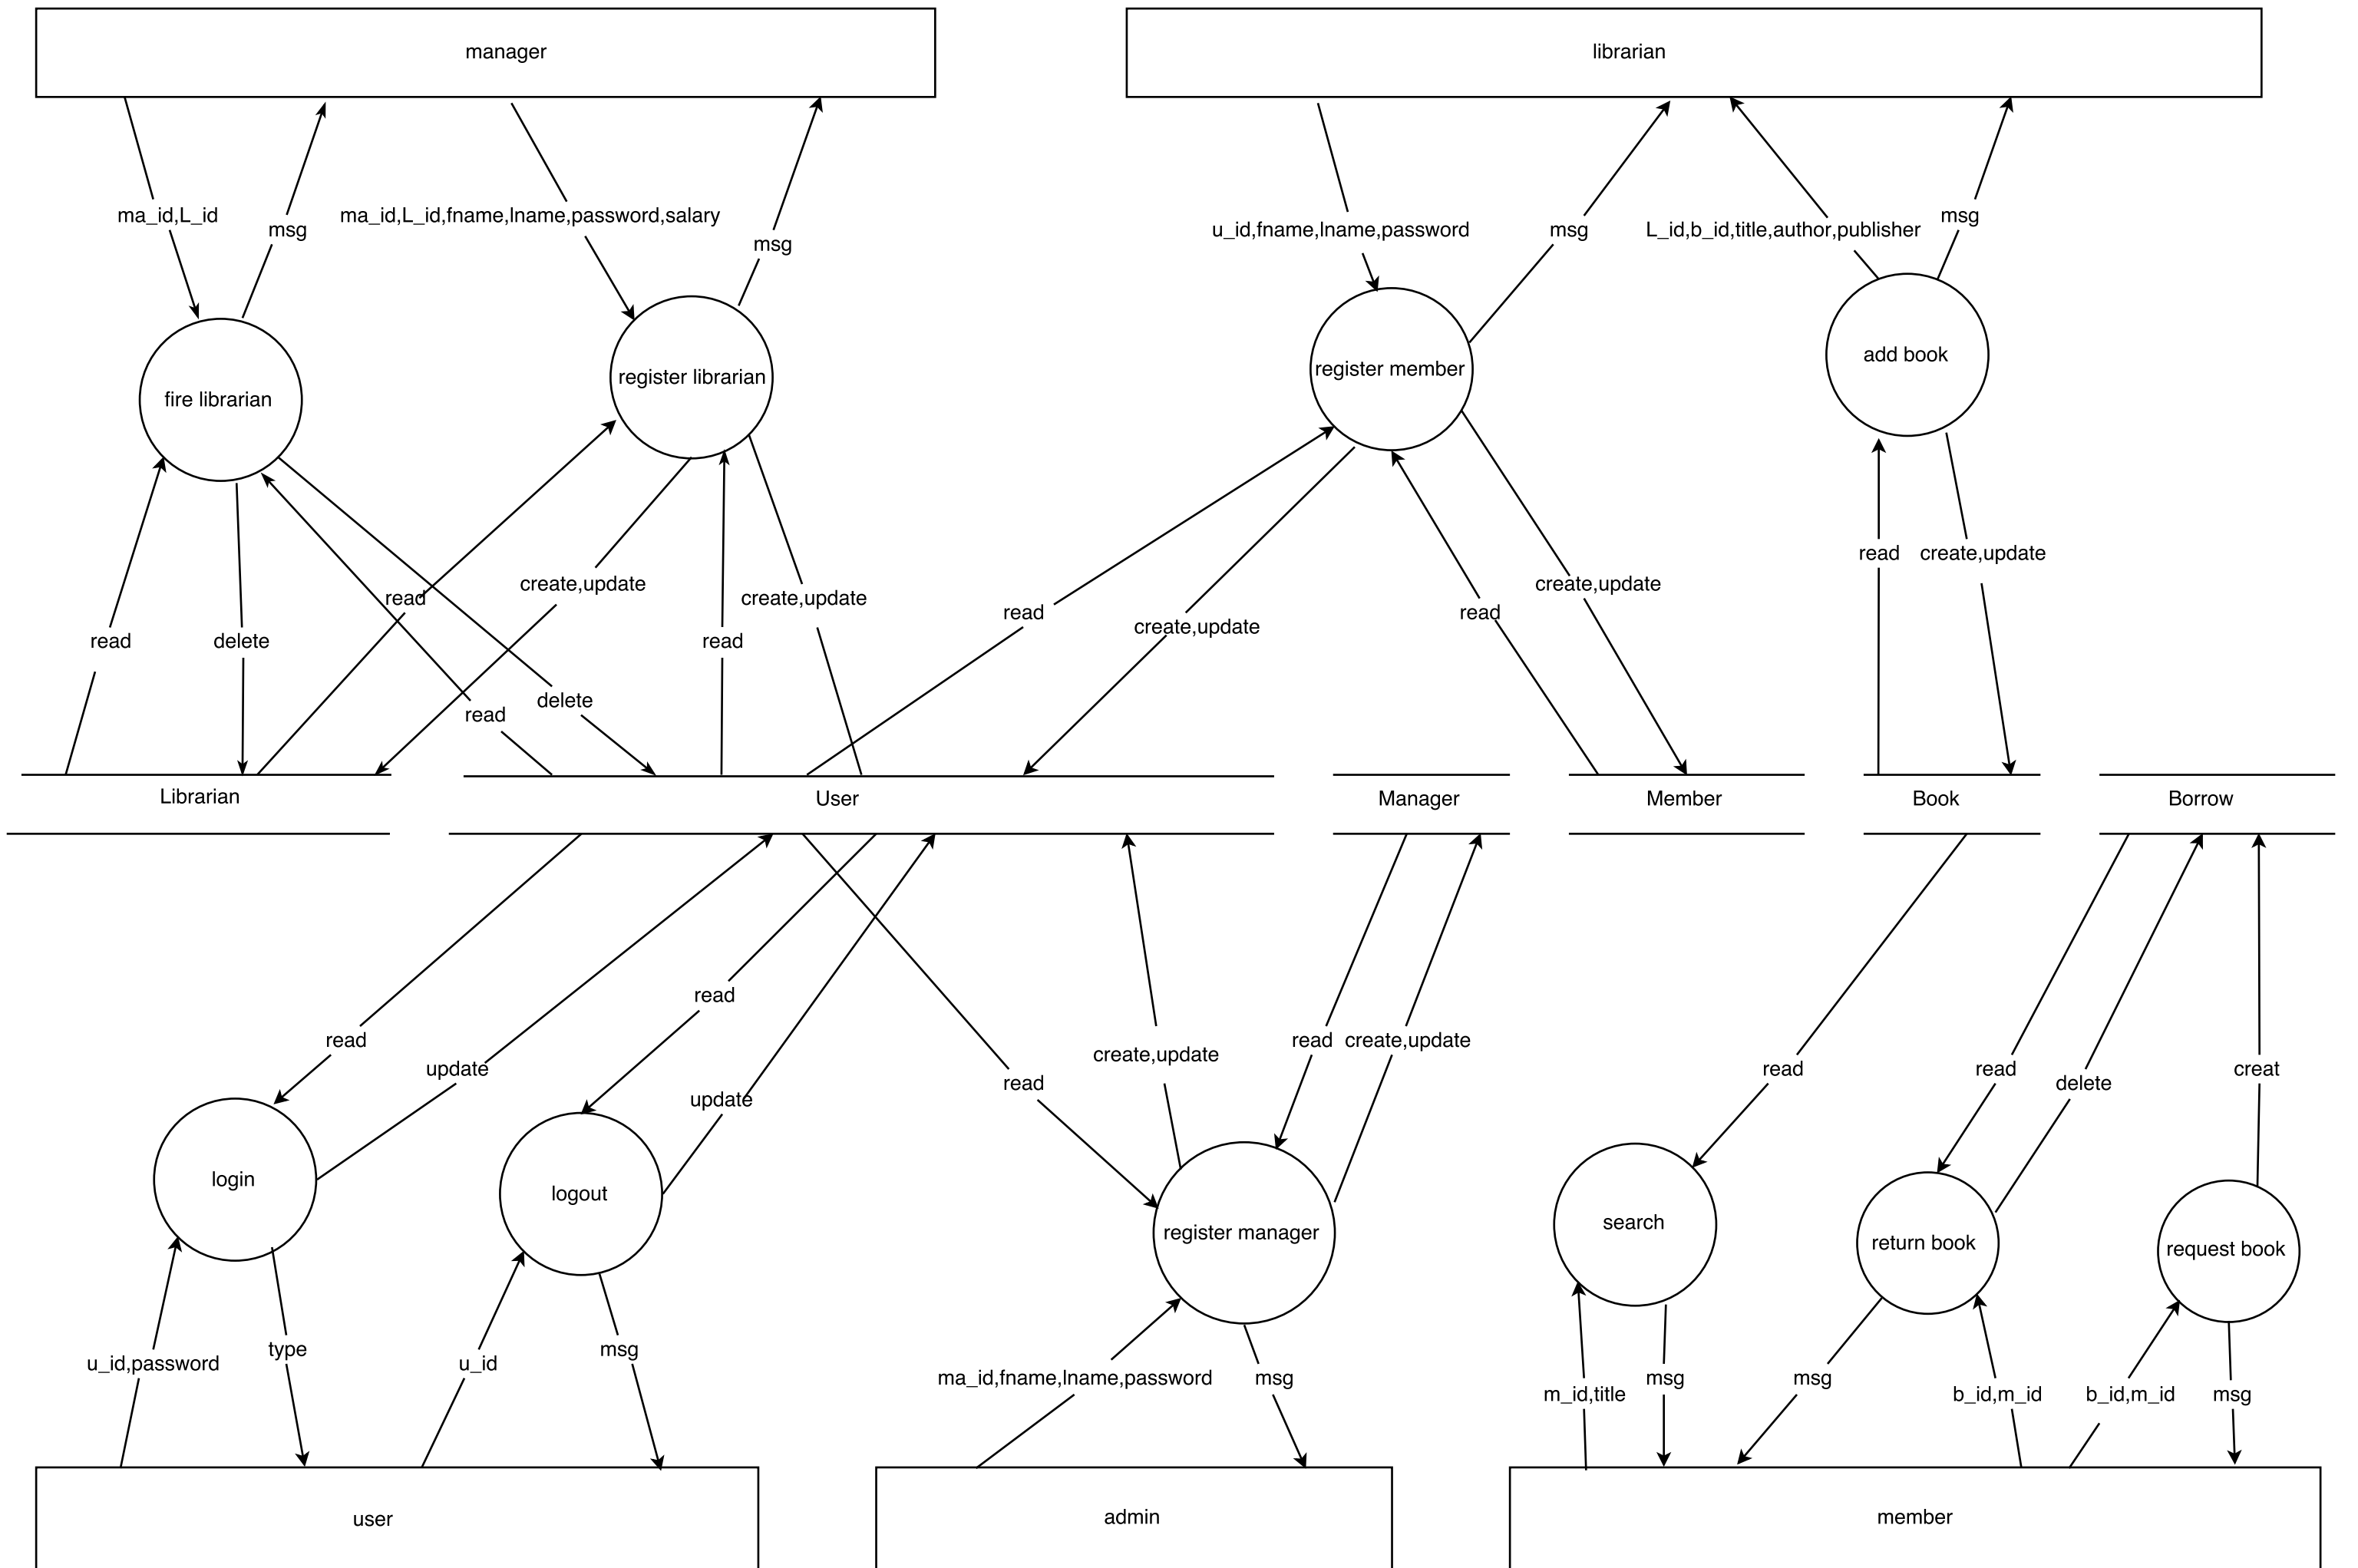 manager
librarian
ma_id,L_id
msg
ma_id,L_id,fname,lname,password,salary
msg
u_id,fname,lname,password
msg
L_id,b_id,title,author,publisher
msg
fire librarian
register librarian
register member
add book
read
delete
read
create,update
read
create,update
read
delete
read
create,update
read
create,update
read
create,update
Librarian
User
Manager
Member
Book
Borrow
read
update
read
update
read
create,update
read
create,update
read
read
delete
creat
login
logout
register manager
search
return book
request book
u_id,password
type
u_id
msg
ma_id,fname,lname,password
msg
m_id,title
msg
msg
b_id,m_id
b_id,m_id
msg
user
admin
member